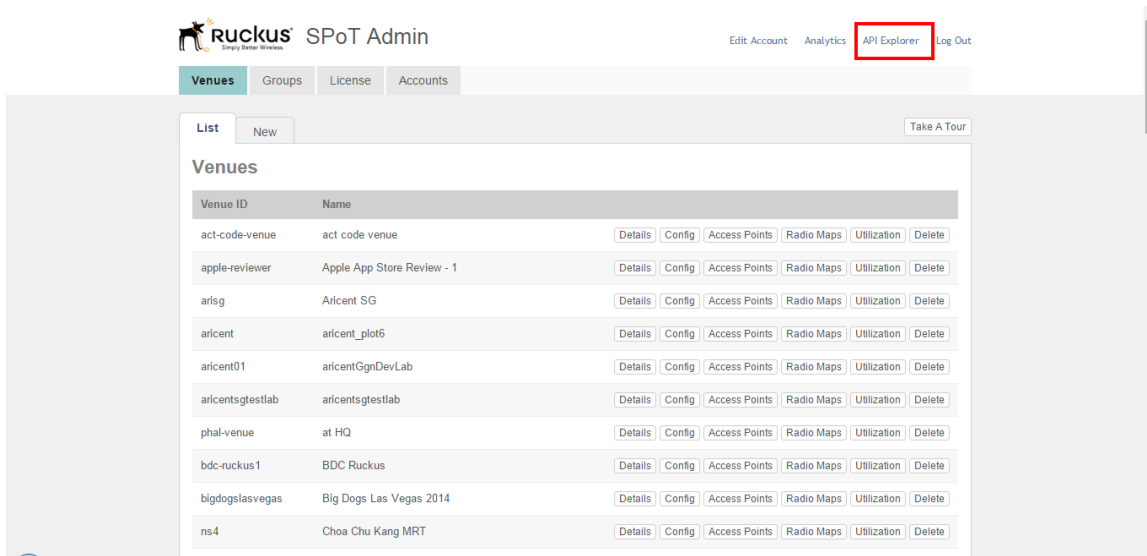 Ruckus SPoT Admin
Simply Better Wireless.
Edit Account Analytics API Explorer Log Out
Venues Groups License Accounts
List New Take A Tour
Venues
Venue ID Name
act-code-venue act code venue Details Config Access Points Radio Maps Utilization Delete
apple-reviewer Apple App Store Review - 1 Details Config Access Points Radio Maps Utilization Delete
arisg Aricent SG Details Config Access Points Radio Maps Utilization Delete
aricent aricent_plot6 Details Config Access Points Radio Maps Utilization Delete
aricent01 aricentGgnDevLab Details Config Access Points Radio Maps Utilization Delete
aricentsgtestlab aricentsgtestlab Details Config Access Points Radio Maps Utilization Delete
phal-venue at HQ Details Config Access Points Radio Maps Utilization Delete
bdc-ruckus1 BDC Ruckus Details Config Access Points Radio Maps Utilization Delete
bigdogslasvegas Big Dogs Las Vegas 2014 Details Config Access Points Radio Maps Utilization Delete
ns4 Choa Chu Kang MRT Details Config Access Points Radio Maps Utilization Delete